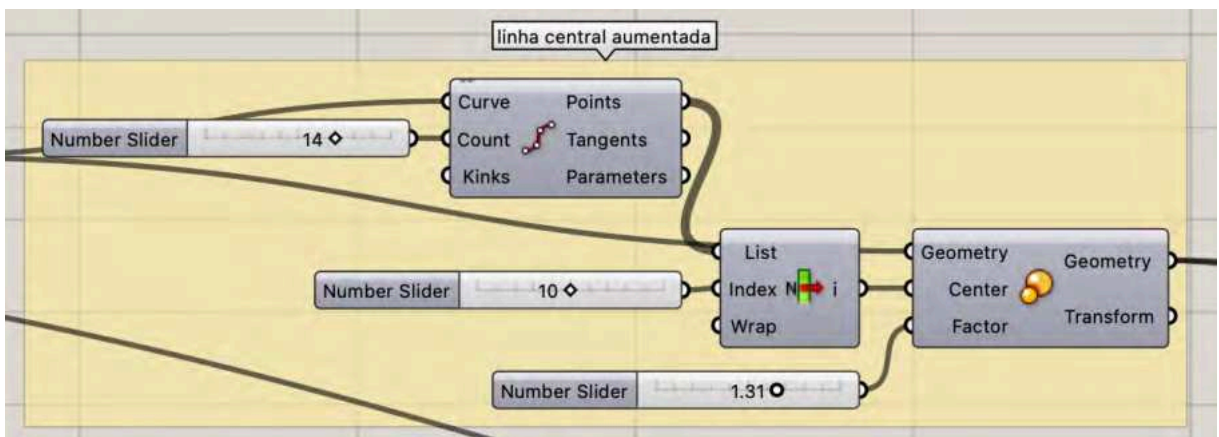 linha central aumentada
Curve Points
Number Slider 14
Count Tangents
Kinks Parameters
List
Geometry Geometry
Number Slider 10
Index N i
Center
Wrap
Factor Transform
Number Slider 1.31